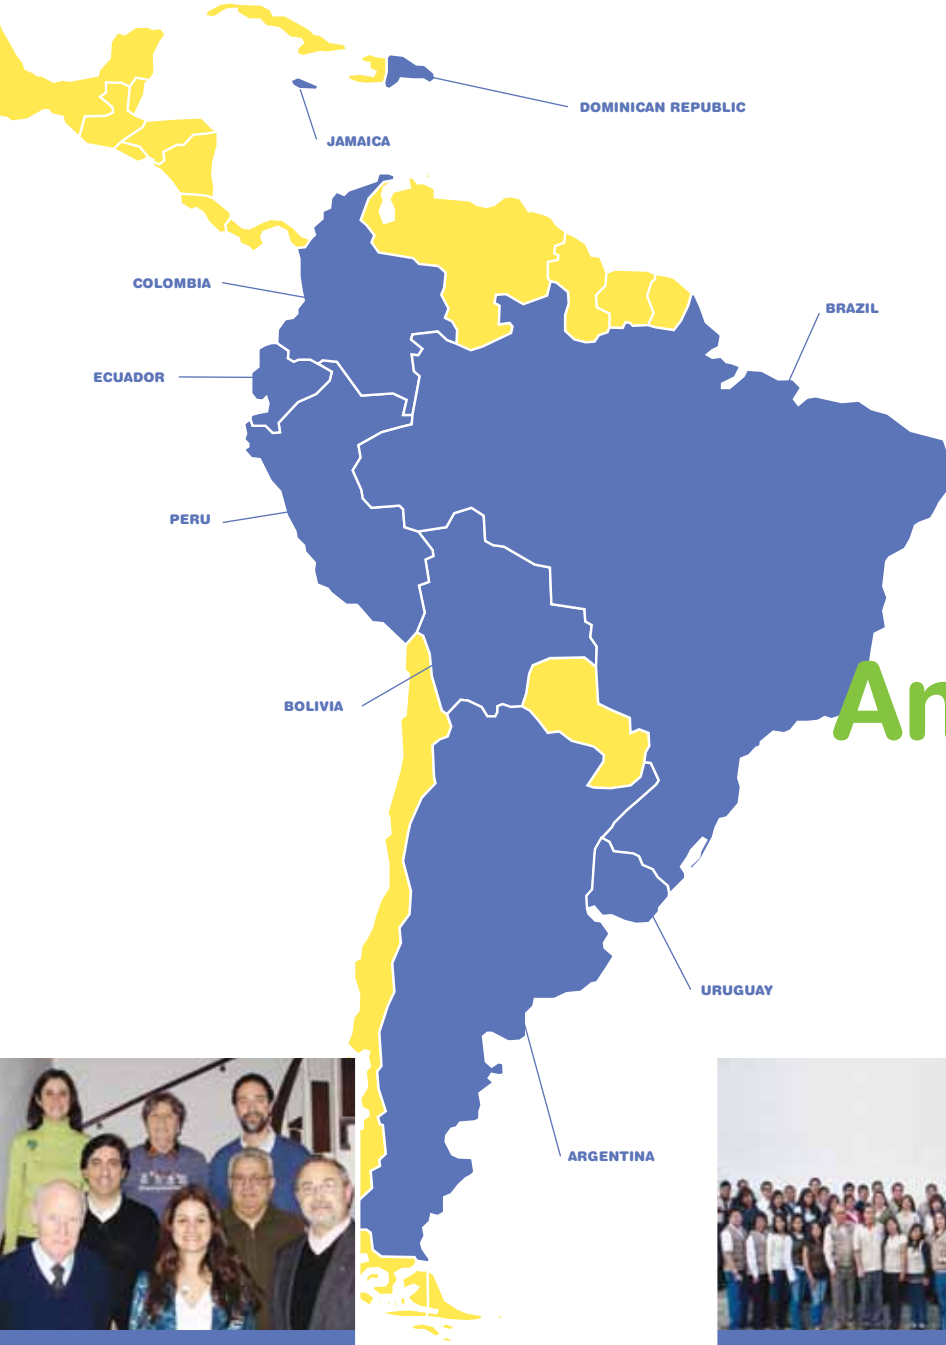 DOMINICAN REPUBLIC
JAMAICA
COLOMBIA
BRAZIL
ECUADOR
PERU
An
BOLIVIA
URUGUAY
ARGENTINA